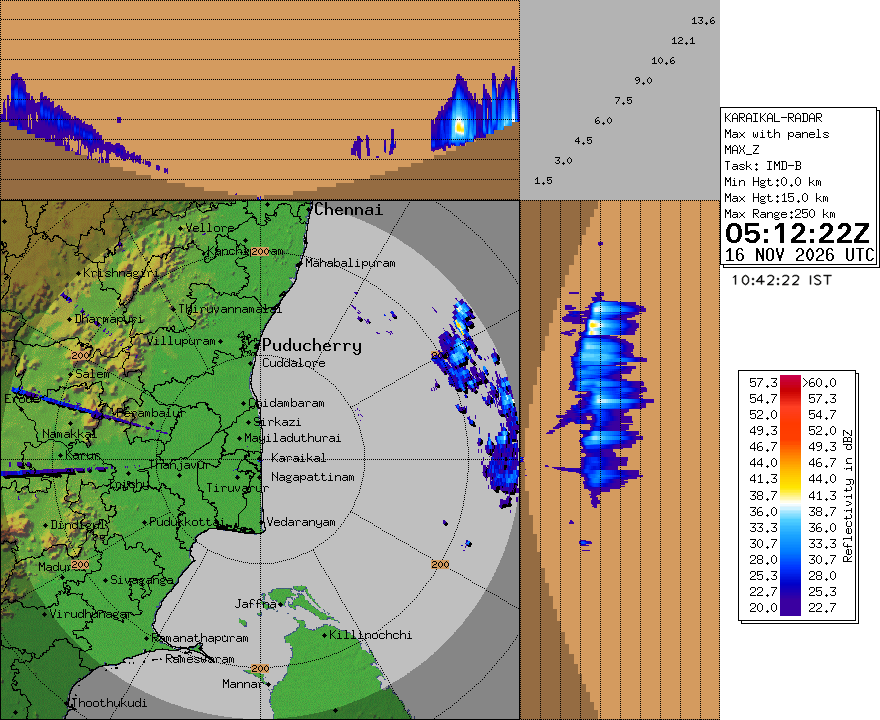 13.6
12.1
10.6
9.0
7.5
6.0
4.5
3.0
1.5
KARAIKAL-RADAR
Max with panels
MAX_Z
Task: IMD-B
Min Hgt:0.0 km
Max Hgt:15.0 km
Max Range:250 km
05:12:22Z
16 NOV 2026 UTC
10:42:22 IST
Chennai
Vellore
200
Mahabalipuram
Krishnagiri
Thiruvannamalai
Dharmapuri
Villupuram
Puducherry
200
Cuddalore
Salem
Erode
Chidambaram
Perambalur
Sirkazi
Namakkal
Mayiladuthurai
Karur
Karaikal
Thanjavur
Nagapattinam
Tiruvarur
Dindigul
Pudukkottai
Vedaranyam
Madurai
200
200
Sivaganga
Jaffna
Virudhunagar
Killinochchi
Ramanathapuram
Rameswaram
200
Mannar
Thoothukudi
57.3 >60.0
54.7 57.3
52.0 54.7
49.3 52.0
46.7 49.3
44.0 46.7
41.3 44.0
38.7 41.3
36.0 38.7
33.3 36.0
30.7 33.3
28.0 30.7
25.3 28.0
22.7 25.3
20.0 22.7
Reflectivity in dBZ